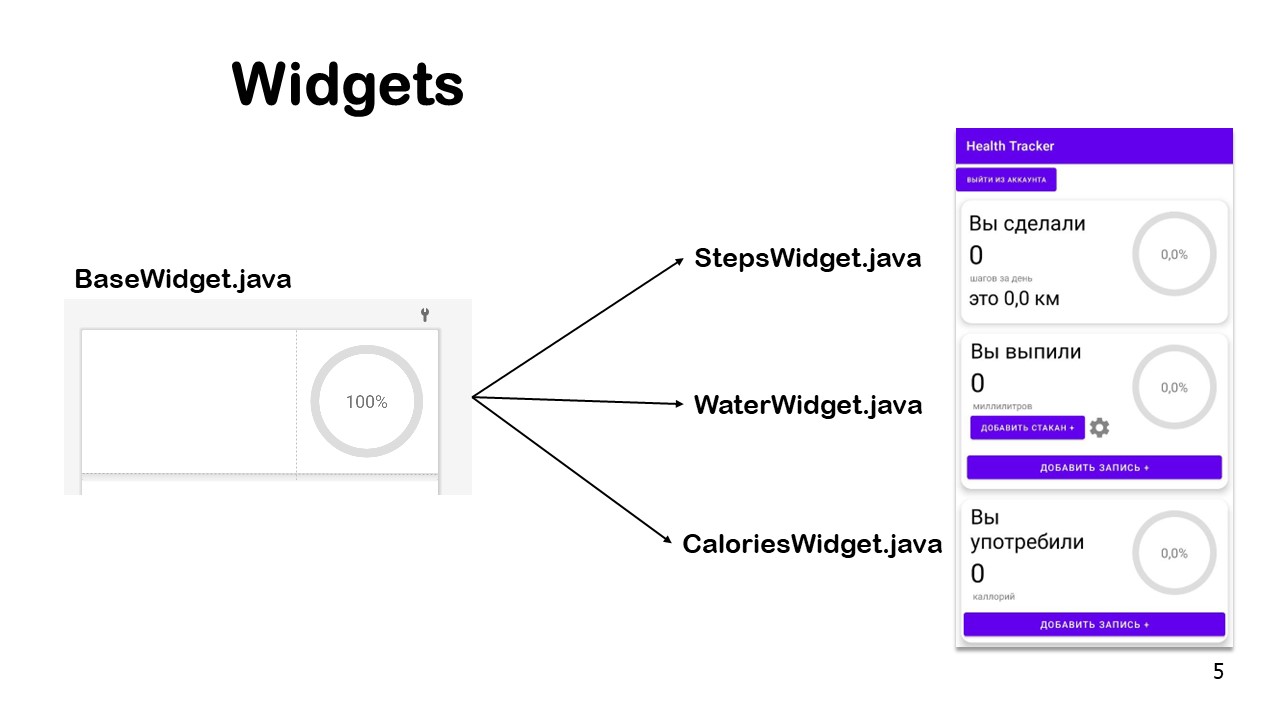 Widgets
BaseWidget.java
100%
StepsWidget.java
WaterWidget.java
CaloriesWidget.java
Health Tracker
ВЫЙТИ ИЗ АККАУНТА
Вы сделали
0
шагов за день
это 0,0 км
0,0%
Вы выпили
0
миллилитров
ДОБАВИТЬ СТАКАН +
0,0%
ДОБАВИТЬ ЗАПИСЬ +
Вы
употребили
0
каллорий
0,0%
ДОБАВИТЬ ЗАПИСЬ +
5